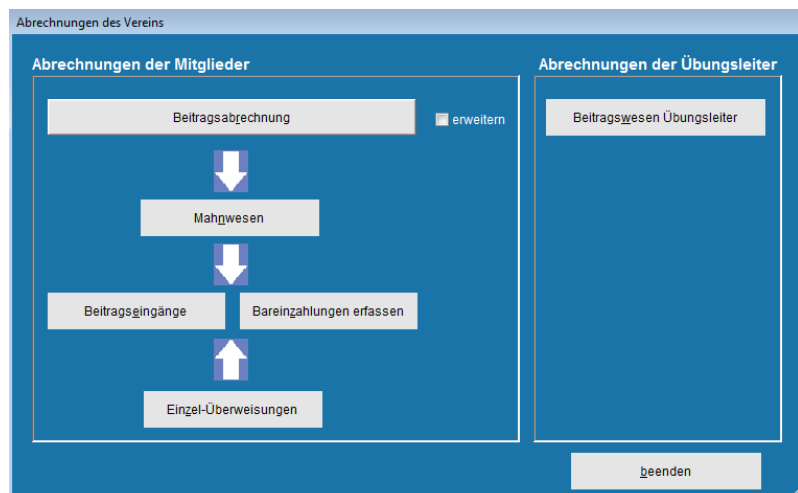 Abrechnungen des Vereins
Abrechnungen der Mitglieder
Beitragsabrechnung
erweitern
Mahnwesen
Beitragseingänge
Bareinzahlungen erfassen
Einzel-Überweisungen
Abrechnungen der Übungsleiter
Beitragswesen Übungsleiter
beenden